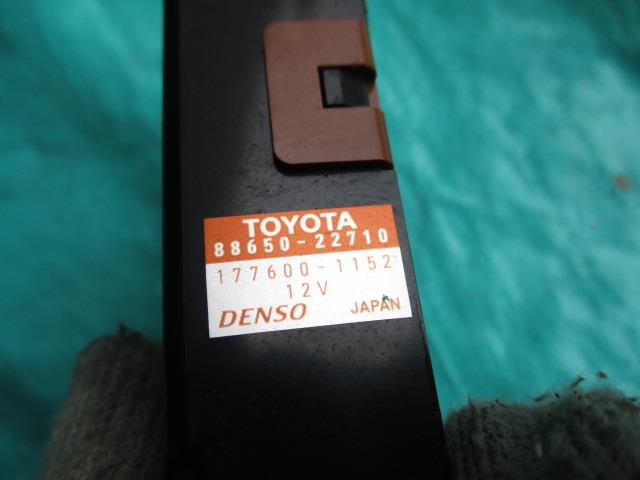 TOYOTA
88650-22710
177600-1152
12V
DENSO JAPAN